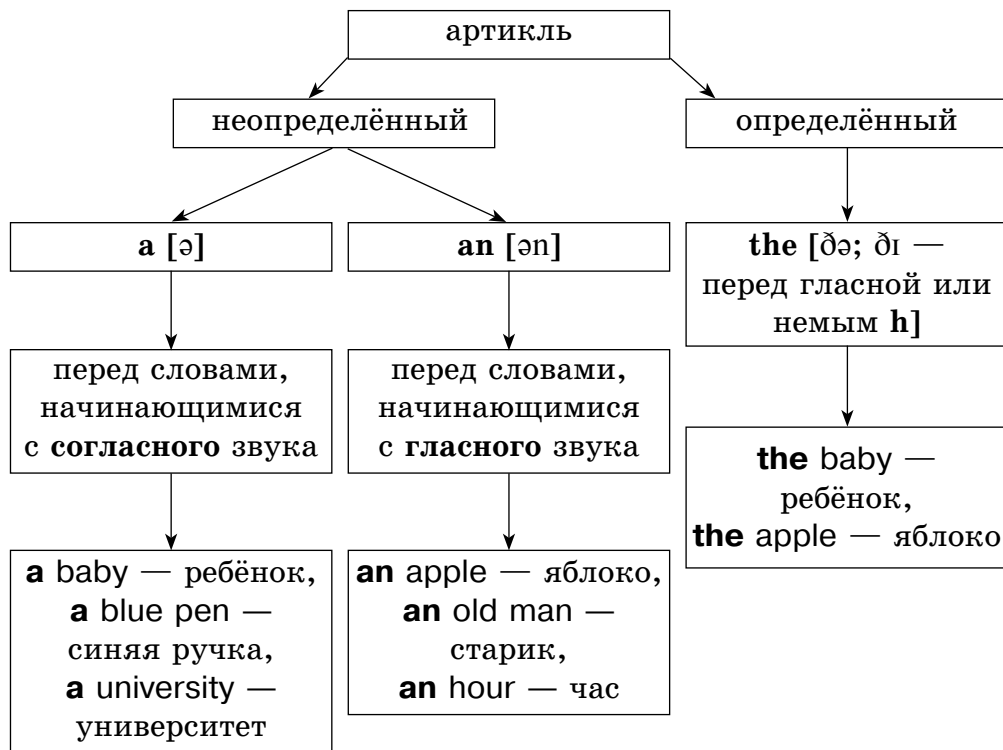 артикль
неопределённый
определённый
a [ə]
an [ən]
the [ðə; ðɪ —
перед гласной или
немым h]
перед словами,
начинающимися
с согласного звука
перед словами,
начинающимися
с гласного звука
the baby —
ребёнок,
the apple — яблоко
a baby — ребёнок,
a blue pen —
синяя ручка,
a university —
университет
an apple — яблоко,
an old man —
старик,
an hour — час